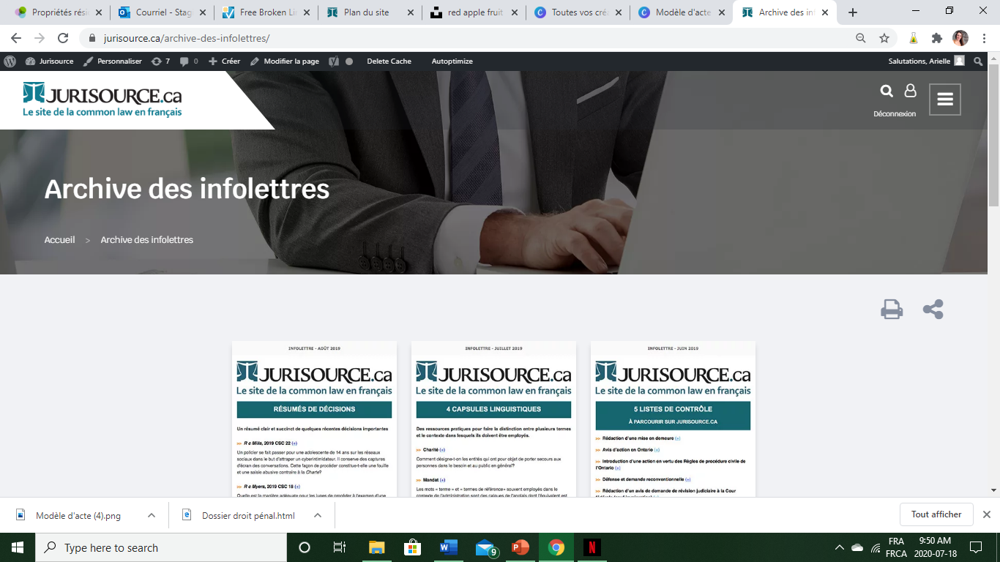 Propriétés rési
Courriel - Stag
Free Broken Li
Plan du site
red apple fruit
Toutes vos cré
Modèle d'acte
Archive des inf
jurisource.ca/archive-des-infolettres/
Jurisource
Personnaliser
7
0
Créer
Modifier la page
Delete Cache
Autoptimize
Salutations, Arielle
JURISOURCE.ca
Le site de la common law en français
Déconnexion
Archive des infolettres
Accueil > Archive des infolettres
INFOLETTRE - AOÛT 2019
JURISOURCE.ca
Le site de la common law en français
RÉSUMÉS DE DÉCISIONS
Un résumé clair et succinct de quelques récentes décisions importantes
>> R c Mills, 2019 CSC 22 (+)
Un policier se fait passer pour une adolescente de 14 ans sur les réseaux
sociaux dans le but d'attraper un cyberintimidateur. Il conserve des captures
d'écran des conversations. Cette façon de procéder constitue-t-elle une fouille
et une saisie abusive contraire à la Charte?
>> R c Myers, 2019 CSC 18 (+)
Quelle est la manière adéquate pour les juges de procéder à l'examen d'une
INFOLETTRE - JUILLET 2019
JURISOURCE.ca
Le site de la common law en français
4 CAPSULES LINGUISTIQUES
Des ressources pratiques pour faire la distinction entre plusieurs termes
et le contexte dans lesquels ils doivent être employés.
>> Charité (+)
Comment désigne-t-on les entités qui ont pour objet de porter secours aux
personnes dans le besoin et au public en général?
>> Mandat (+)
Les mots « terme » et « termes de référence» souvent employés dans le
contexte de l'administration sont des calques de l'anglais dont l'équivalent est
INFOLETTRE - JUIN 2019
JURISOURCE.ca
Le site de la common law en français
5 LISTES DE CONTRÔLE
À PARCOURIR SUR JURISOURCE.CA
>> Rédaction d'une mise en demeure (+)
>> Avis d'action en Ontario (+)
>> Introduction d'une action en vertu des Règles de procédure civile de
l'Ontario (+)
>> Défense et demande reconventionnelle (+)
>> Rédaction d'un avis de demande de révision judiciaire à la Cour
Modèle d'acte (4).png
Dossier droit pénal.html
Tout afficher
Type here to search
9
FRA
FRCA
9:50 AM
2020-07-18